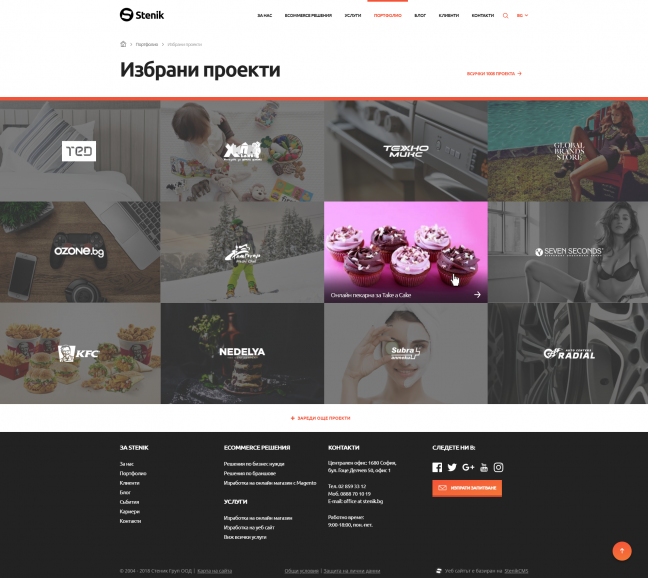 Stenik
ЗА НАС
ECOMMERCE РЕШЕНИЯ
УСЛУГИ
ПОРТФОЛИО
БЛОГ
КЛИЕНТИ
КОНТАКТИ
BG
Портфолио
Избрани проекти
Избрани проекти
ВСИЧКИ 1008 ПРОЕКТА
TED
ТЕХНО
МИКС
GLOBAL
BRANDS
STORE
OZONE.bg
Онлайн пекарна за Take a Cake
SEVEN SECONDS
KFC
NEDELYA
Subra
RADIAL
ЗАРЕДИ ОЩЕ ПРОЕКТИ
ЗА STENIK
За нас
Портфолио
Клиенти
Блог
Събития
Кариери
Контакти
ECOMMERCE РЕШЕНИЯ
Решения по бизнес нужди
Решения по браншове
Изработка на онлайн магазин с Magento
УСЛУГИ
Изработка на онлайн магазин
Изработка на уеб сайт
Виж всички услуги
КОНТАКТИ
Централен офис: 1680 София,
бул. Гоце Делчев 50, офис 1
Тел. 02 859 53 12
Моб. 0888 70 10 19
E-mail: office at stenik.bg
Работно време:
9:00-18:00, пон.-пет.
СЛЕДЕТЕ НИ В:
ИЗПРАТИ ЗАПИТВАНЕ
© 2004 - 2018 Стеник Груп ООД | Карта на сайта
Общи условия | Защита на лични данни
Уеб сайтът е базиран на StenikCMS